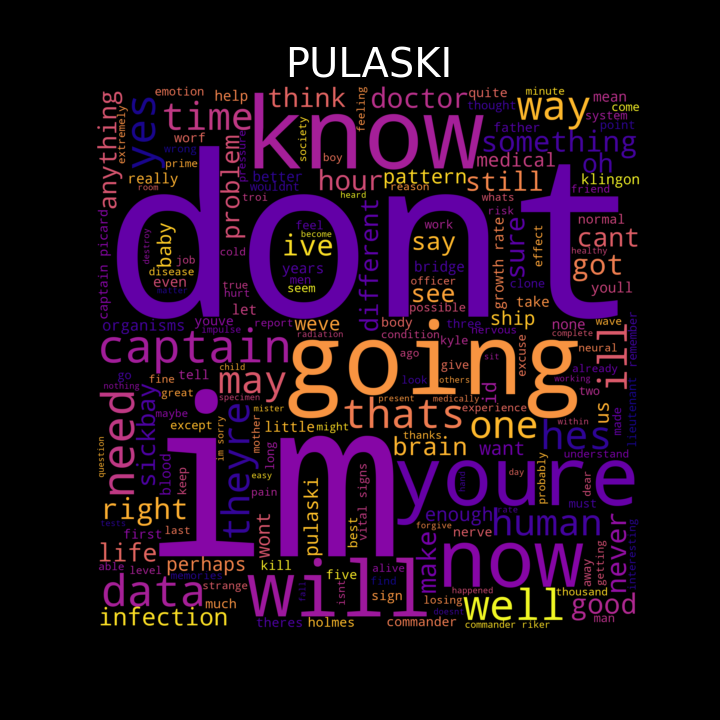 PULASKI
anything
extremely
yes
emotion
help
think
doctor
quite
minute
mean
come
time
know
feeling
thought
way
system
worf
society
pressure
father
point
wrong
problem
boy
something
oh
prime
better
hour
medical
pattern
reason
still
klingon
really
wouldnt
room
troi
heard
whats
friend
dont
captain picard
baby
feel
become
ive
different
say
work
risk
sure
normal
cant
destroy
job
cold
years
men
seem
see
bridge
officer
growth rate
clone
effect
healthy
got
disease
even
true
hurt
possible
take
youll
organisms
youve
let
impulse
report
weve
radiation
body
condition
three
nervous
ship
none
wave
complete
remember
captain
going
kyle
excuse
neural
ill
go
nothing
tell
child
ago
look
give
sit
already
lieutenant
fine
great
specimen
may
present
others
medically
id
working
two
need
sickbay
maybe
except
theyre
mister
mother
im sorry
little
might
thats
experience
one
within
us
made
hes
question
blood
im
long
easy
thanks
brain
want
understand
keep
pain
pulaski
vital signs
youre
day
probably
dear
must
interesting
right
last
wont
best
enough
human
tests
first
nerve
forgive
rate
never
life
able
level
perhaps
memories
kill
five
isnt
alive
find
make
now
happened
away
getting
data
strange
much
will
fall
sign
losing
doesnt
well
thousand
good
man
infection
theres
holmes
commander
commander riker